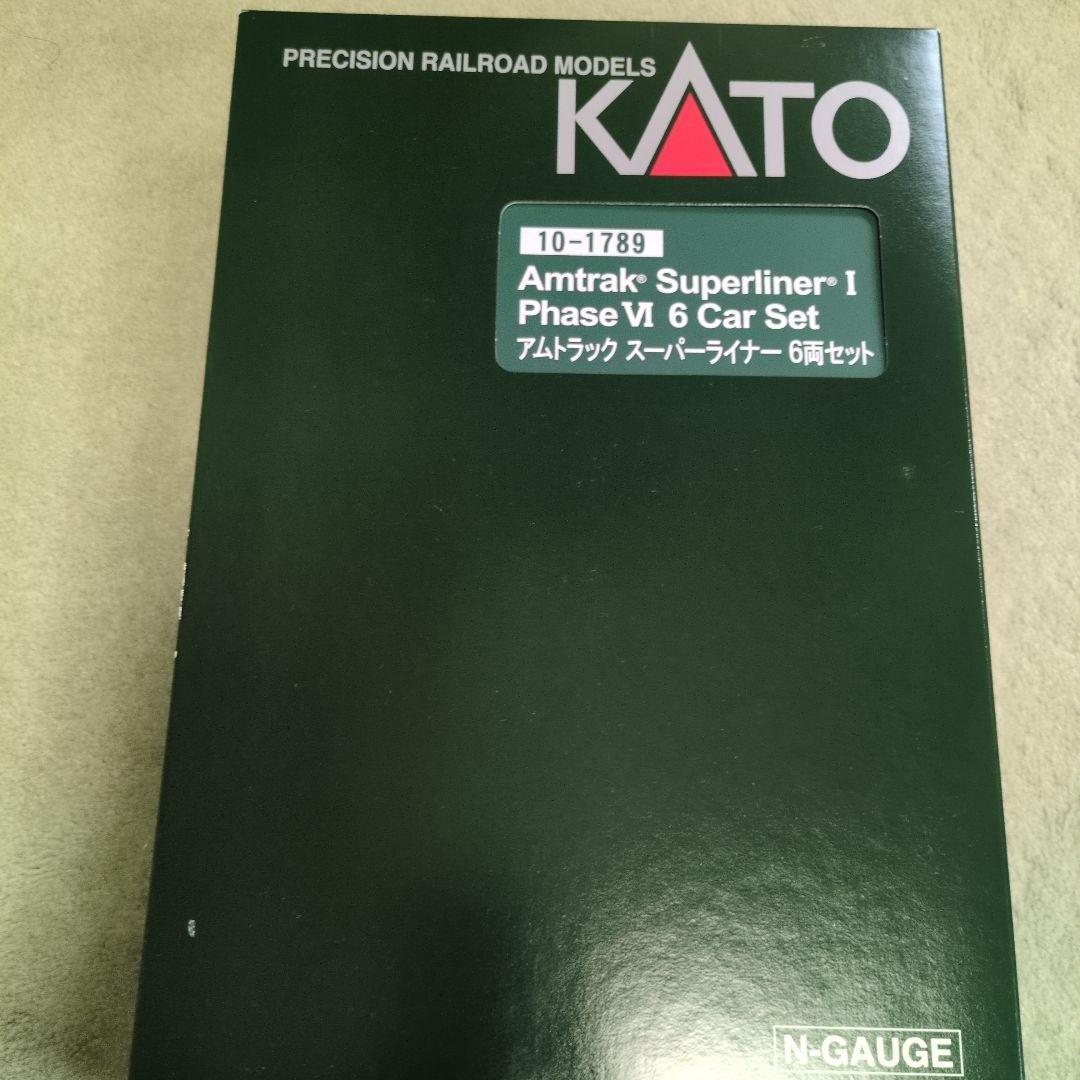 PRECISION RAILROAD MODELS
KATO
10-1789
Amtrak® Superliner® I
Phase VI 6 Car Set
アムトラック スーパーライナー 6両セット
N-GAUGE